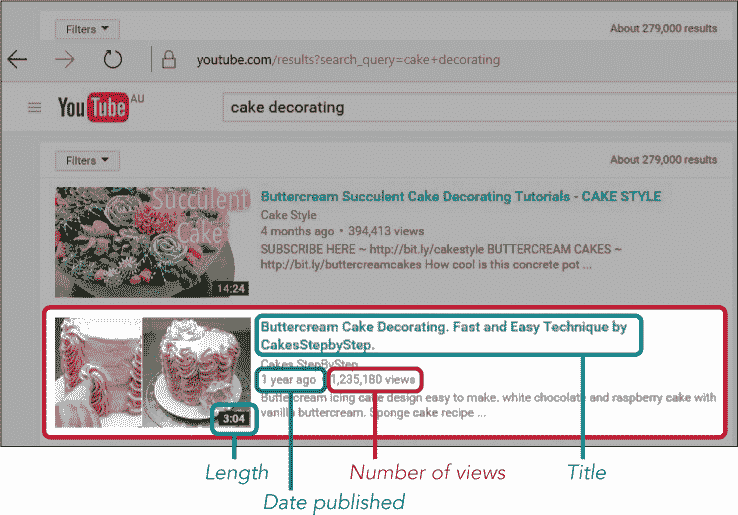 Filters
About 279,000 results
youtube.com/results?search_query=cake+decorating
YouTube AU
cake decorating
Filters
About 279,000 results
Succulent
Cake
14:24
Buttercream Succulent Cake Decorating Tutorials - CAKE STYLE
Cake Style
4 months ago • 394,413 views
SUBSCRIBE HERE ~ http://bit.ly/cakestyle BUTTERCREAM CAKES ~
http://bit.ly/buttercreamcakes How cool is this concrete pot ...
3:04
Buttercream Cake Decorating. Fast and Easy Technique by
CakesStepbyStep.
Cakes StepByStep
1 year ago
1,235,180 views
Buttercream icing cake design easy to make. white chocolate and raspberry cake with
vanilla buttercream. Sponge cake recipe ...
Length
Number of views
Title
Date published